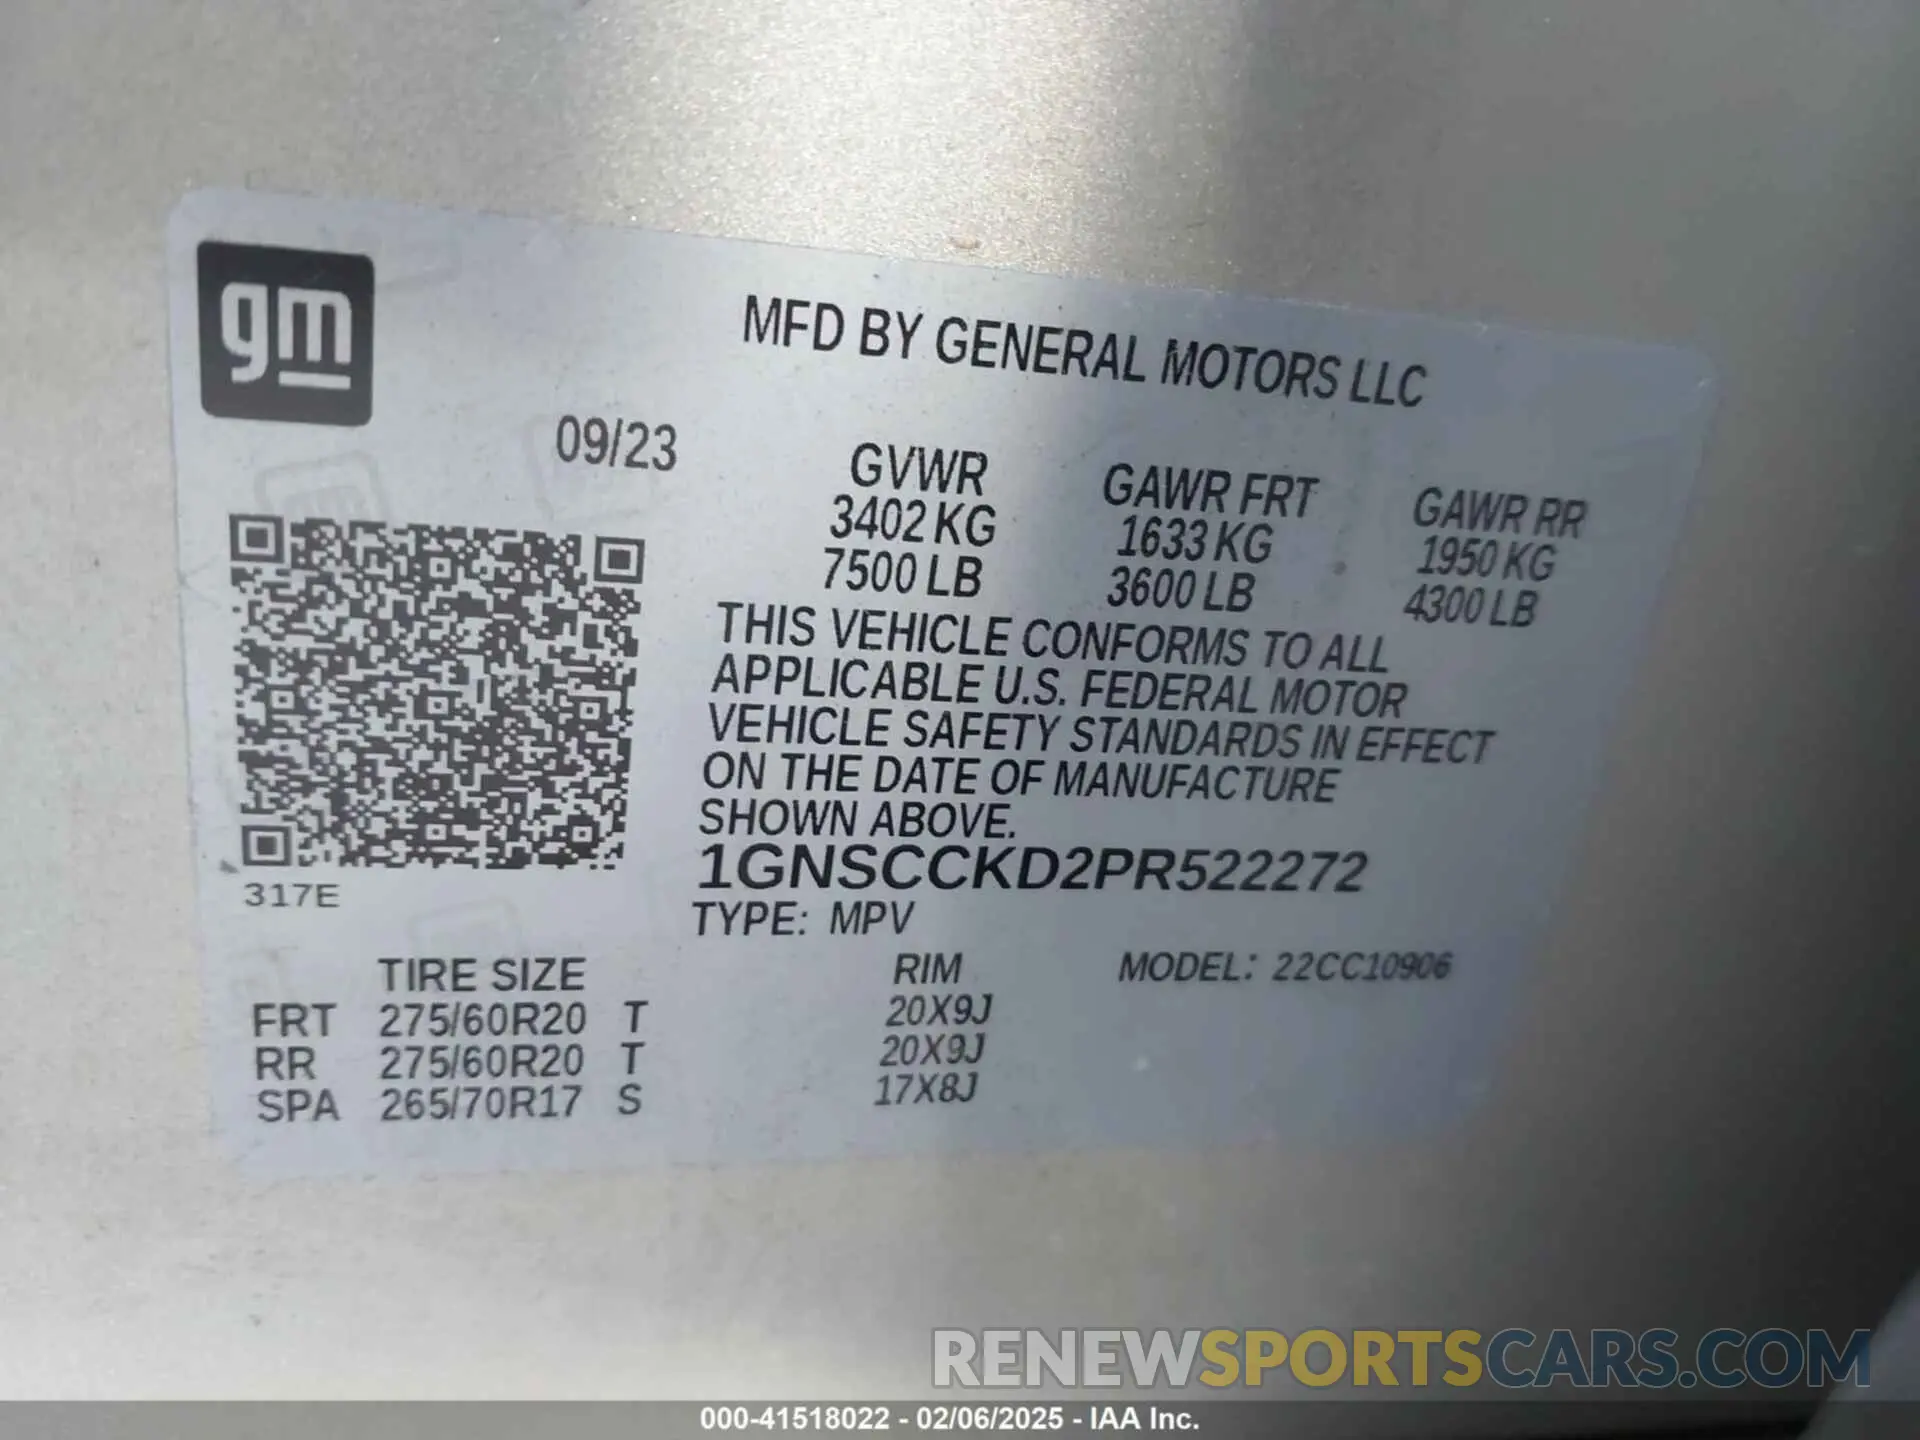 gm
MFD BY GENERAL MOTORS LLC
09/23
GVWR GAWR FRT GAWR RR
3402 KG 1633 KG 1950 KG
7500 LB 3600 LB 4300 LB
THIS VEHICLE CONFORMS TO ALL
APPLICABLE U.S. FEDERAL MOTOR
VEHICLE SAFETY STANDARDS IN EFFECT
ON THE DATE OF MANUFACTURE
SHOWN ABOVE.
1GNSCCKD2PR522272
317E
TYPE: MPV
TIRE SIZE RIM MODEL: 22CC10906
FRT 275/60R20 T 20X9J
RR 275/60R20 T 20X9J
SPA 265/70R17 S 17X8J
RENEWSPORTSCARS.COM
000-41518022 - 02/06/2025 - IAA Inc.